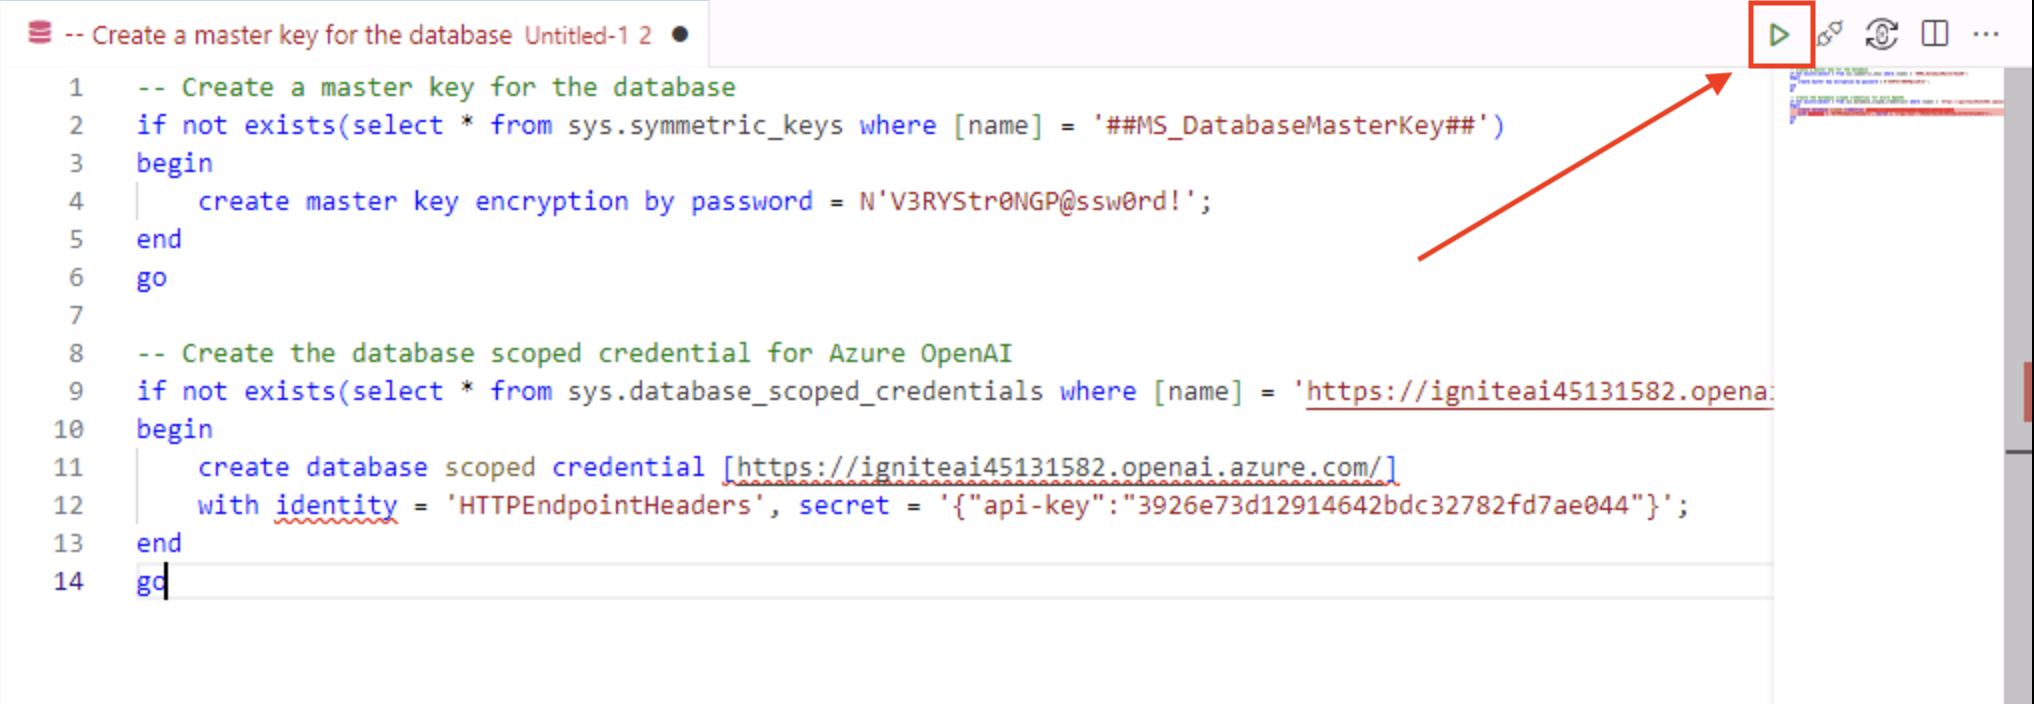 -- Create a master key for the database Untitled-1 2
1 -- Create a master key for the database
2 if not exists(select * from sys.symmetric_keys where [name] = '##MS_DatabaseMasterKey##')
3 begin
4 create master key encryption by password = N'V3RYStr0NGP@ssw0rd!';
5 end
6 go
7
8 -- Create the database scoped credential for Azure OpenAI
9 if not exists(select * from sys.database_scoped_credentials where [name] = 'https://igniteai45131582.openai
10 begin
11 create database scoped credential [https://igniteai45131582.openai.azure.com/]
12 with identity = 'HTTPEndpointHeaders', secret = '{"api-key":"3926e73d12914642bdc32782fd7ae044"}';
13 end
14 go